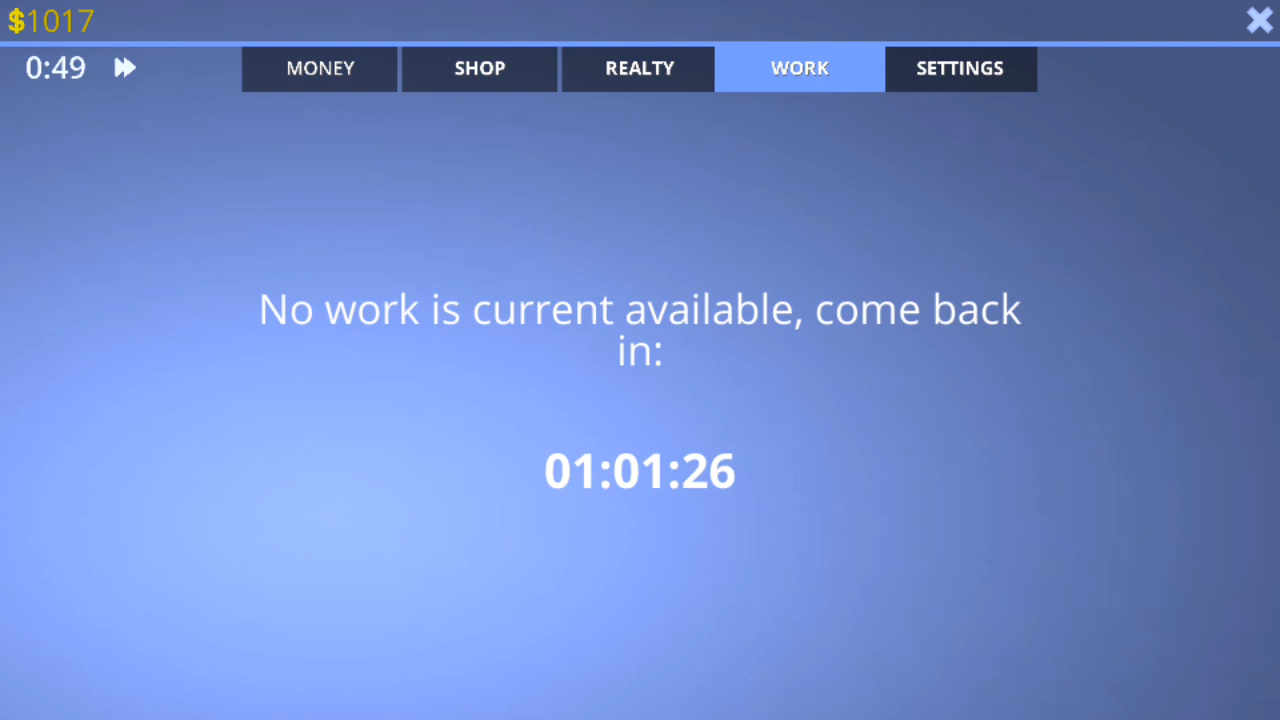 $1017
0:49
MONEY SHOP REALTY WORK SETTINGS
No work is current available, come back
in:
01:01:26